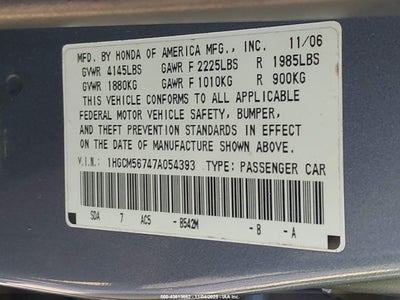 MFD. BY HONDA OF AMERICA MFG., INC. 11/06
GVWR 4145LBS GAWR F 2225LBS R 1985LBS
GVWR 1880KG GAWR F 1010KG R 900KG
THIS VEHICLE CONFORMS TO ALL APPLICABLE
FEDERAL MOTOR VEHICLE SAFETY, BUMPER,
AND THEFT PREVENTION STANDARDS IN EFFECT
ON THE DATE OF MANUFACTURE SHOWN ABOVE.
V.I.N: 1HGCM56747A054393 TYPE: PASSENGER CAR
SDA 7 AC5 - B542M - B - A